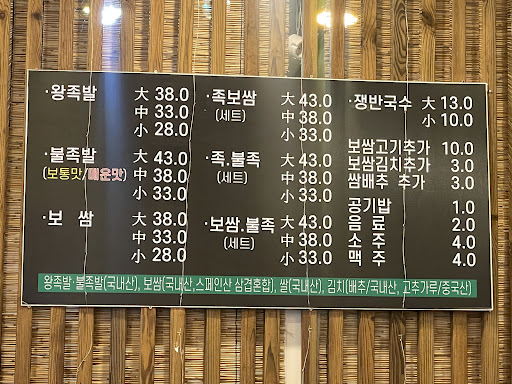 ·왕족발 大 38.0
中 33.0
小 28.0
·불족발 大 43.0
(보통맛/매운맛) 中 38.0
小 33.0
·보 쌈 大 38.0
中 33.0
小 28.0
·족보쌈 大 43.0
(세트) 中 38.0
小 33.0
·족.불족 大 43.0
(세트) 中 38.0
小 33.0
·보쌈.불족 大 43.0
(세트) 中 38.0
小 33.0
·쟁반국수 大 13.0
小 10.0
보쌈고기추가 10.0
보쌈김치추가 3.0
쌈배추 추가 3.0
공기밥 1.0
음 료 2.0
소 주 4.0
맥 주 4.0
왕족발·불족발(국내산), 보쌈(국내산,스페인산 삼겹혼합), 쌀(국내산), 김치(배추/국내산, 고추가루/중국산)